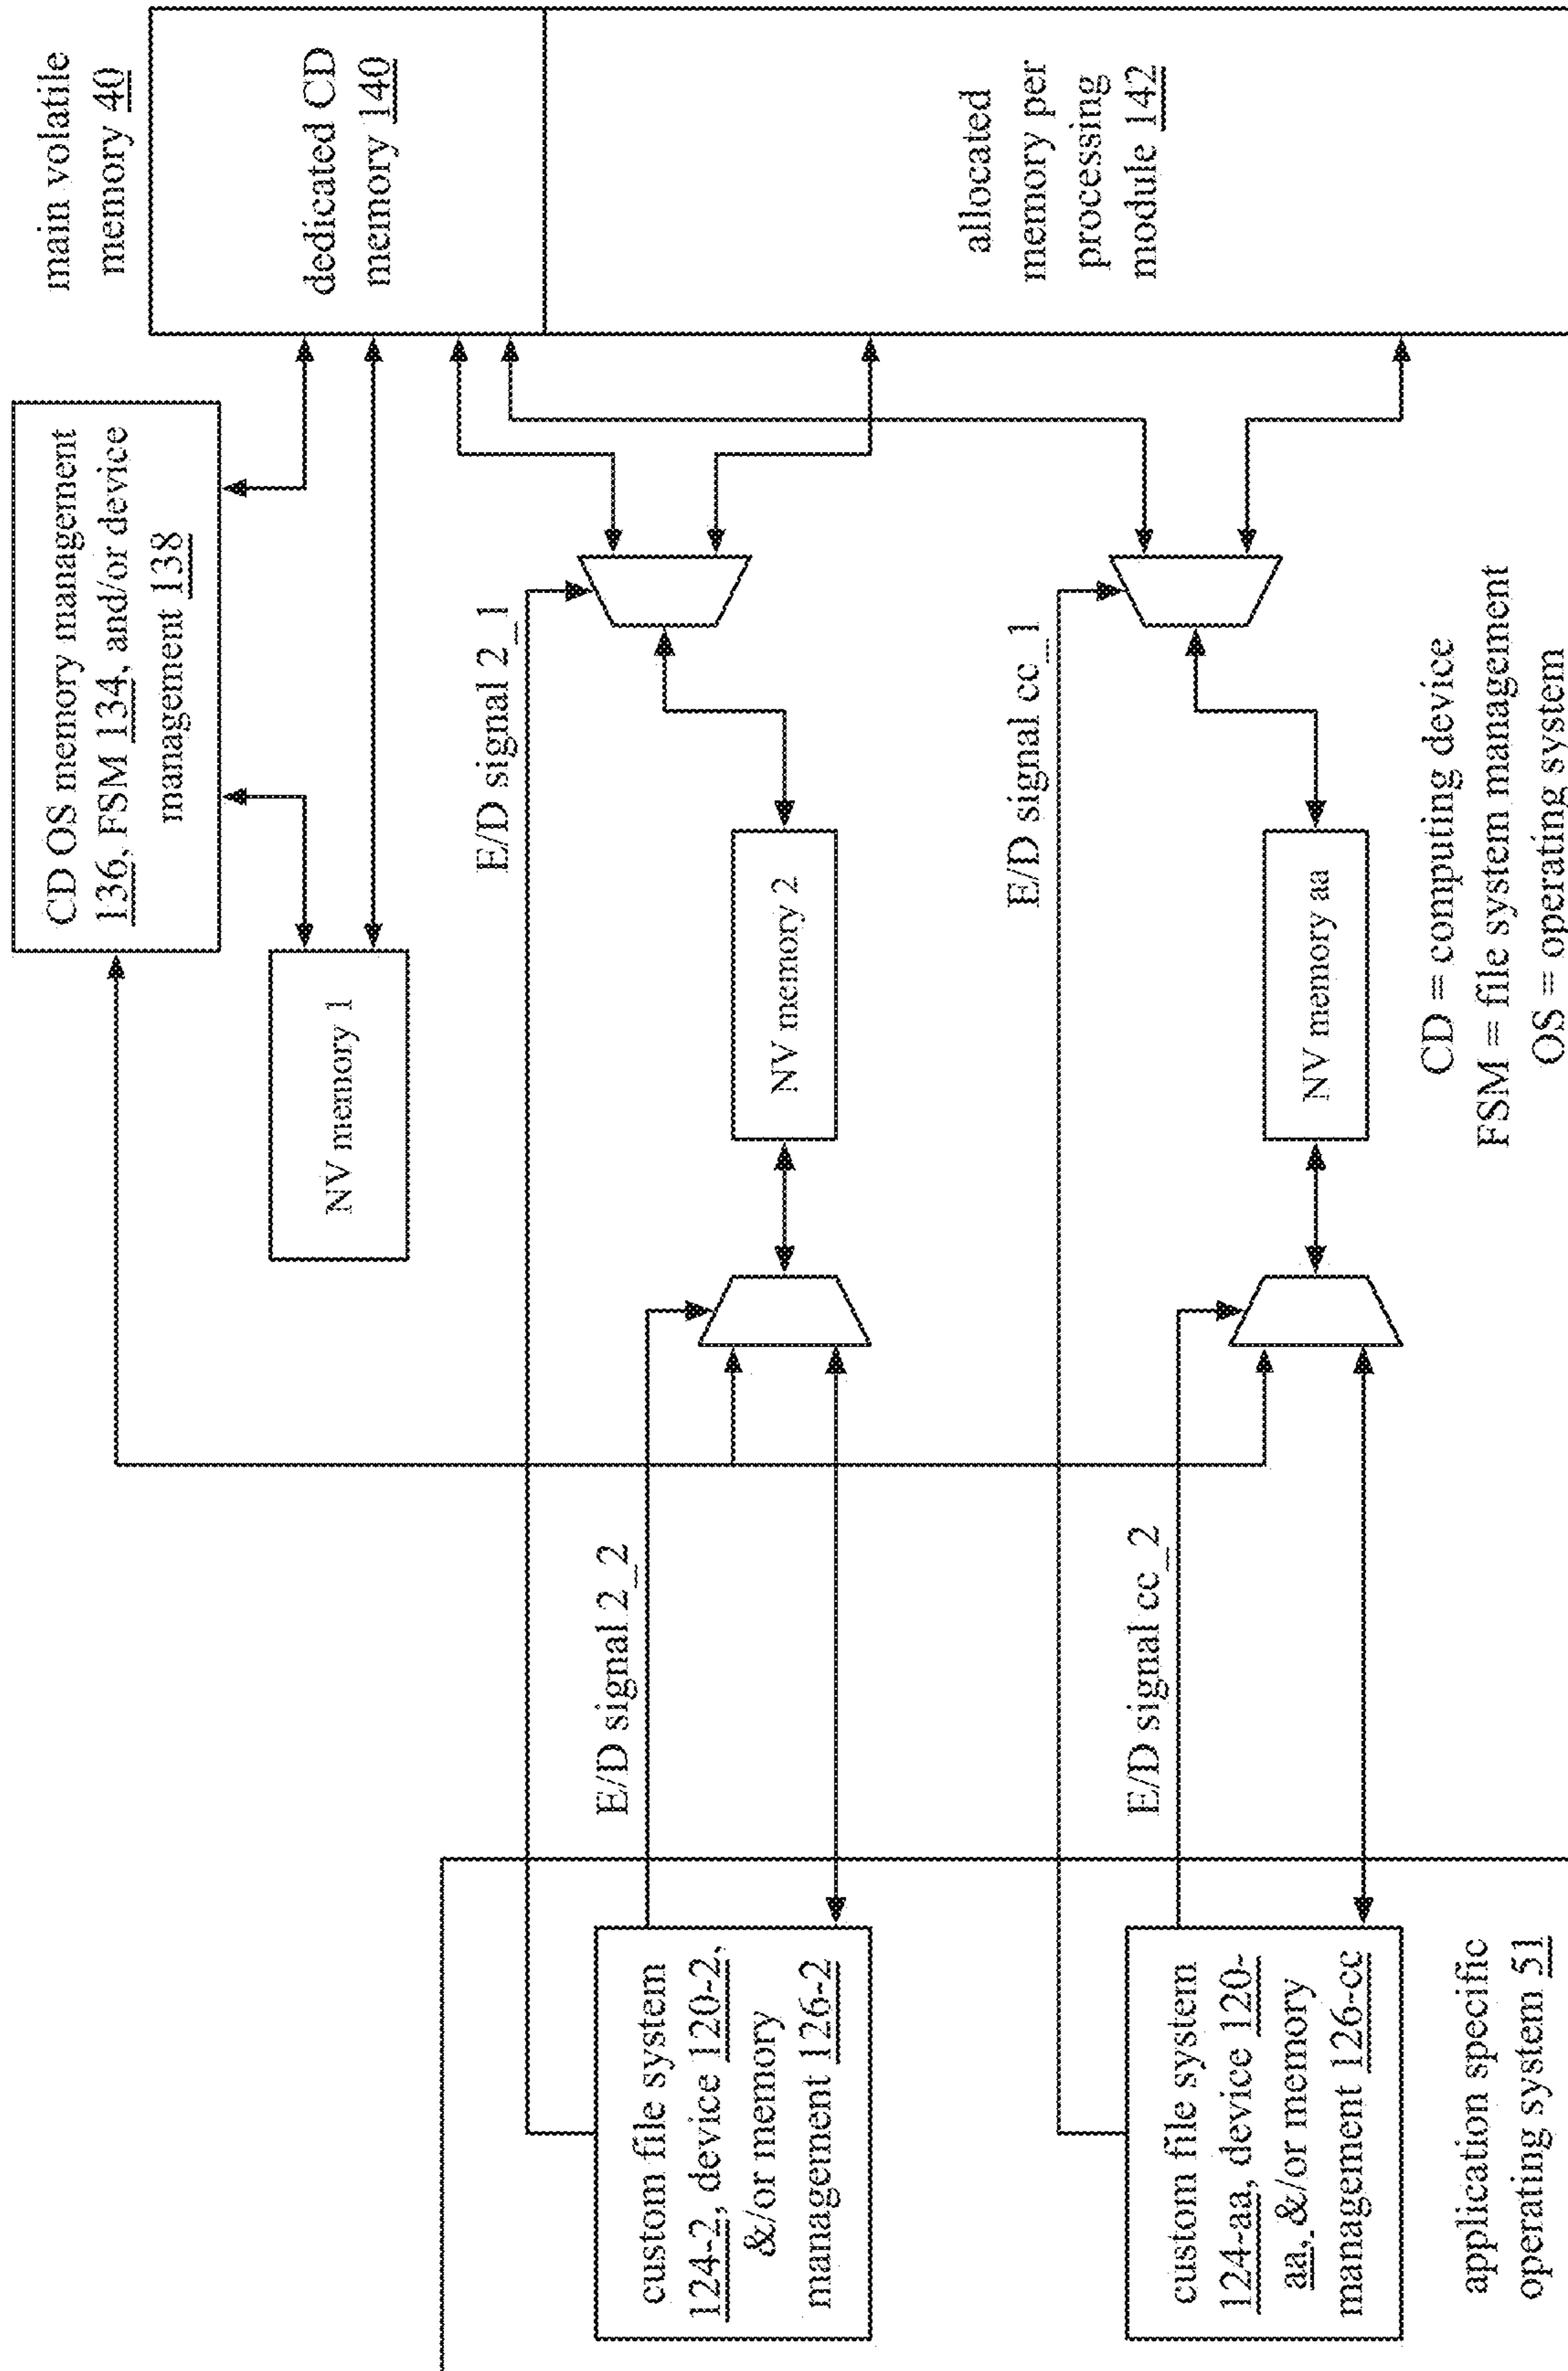 main volatile
memory 40
dedicated CD
memory 140
allocated
memory per
processing
module 142
CD OS memory management
136, FSM 134, and/or device
management 138
NV memory 1
E/D signal 2_1
NV memory 2
E/D signal 2_2
custom file system
124-2, device 120-2,
&/or memory
management 126-2
E/D signal cc_1
NV memory aa
E/D signal cc_2
custom file system
124-aa, device 120-
aa, &/or memory
management 126-cc
application specific
operating system 51
CD = computing device
FSM = file system management
OS = operating system